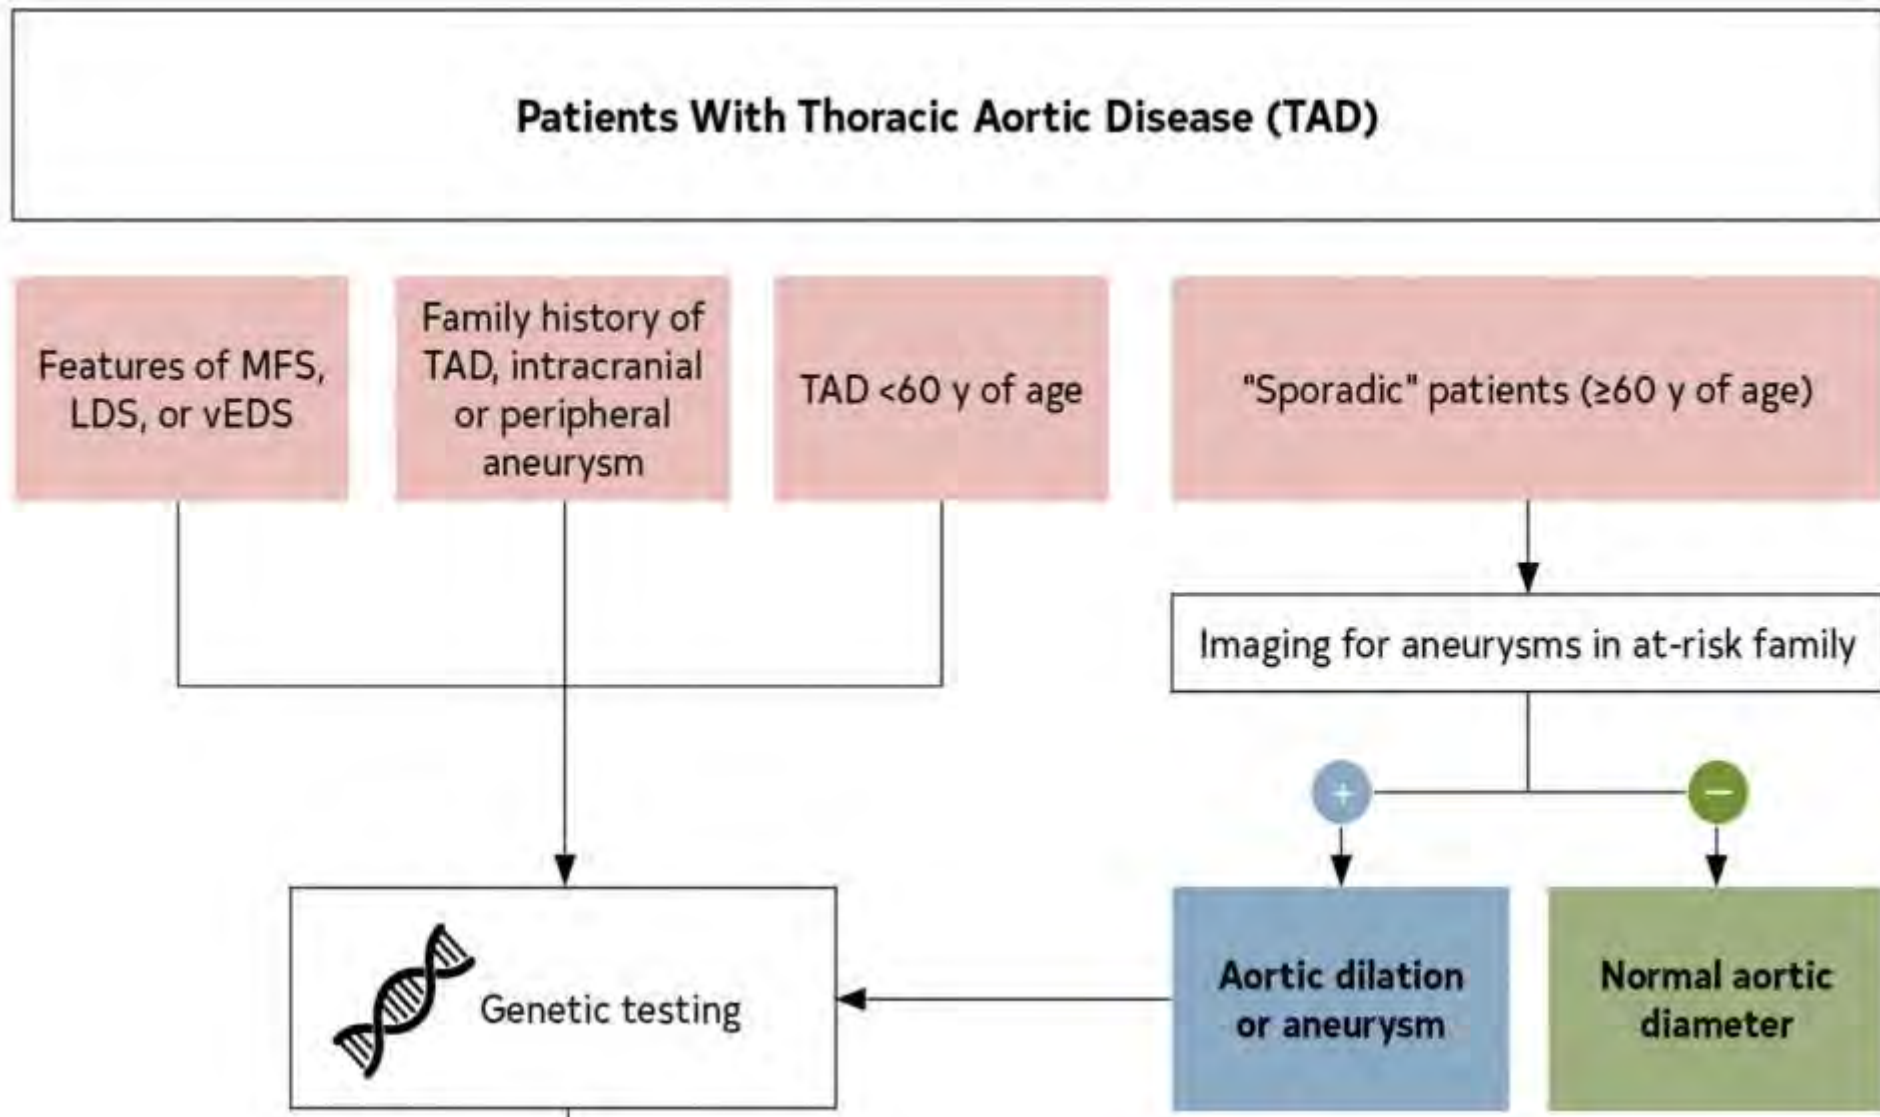 Patients With Thoracic Aortic Disease (TAD)
Features of MFS,
LDS, or vEDS
Family history of
TAD, intracranial
or peripheral
aneurysm
TAD <60 y of age
"Sporadic" patients (≥60 y of age)
Imaging for aneurysms in at-risk family
+
−
Genetic testing
Aortic dilation
or aneurysm
Normal aortic
diameter